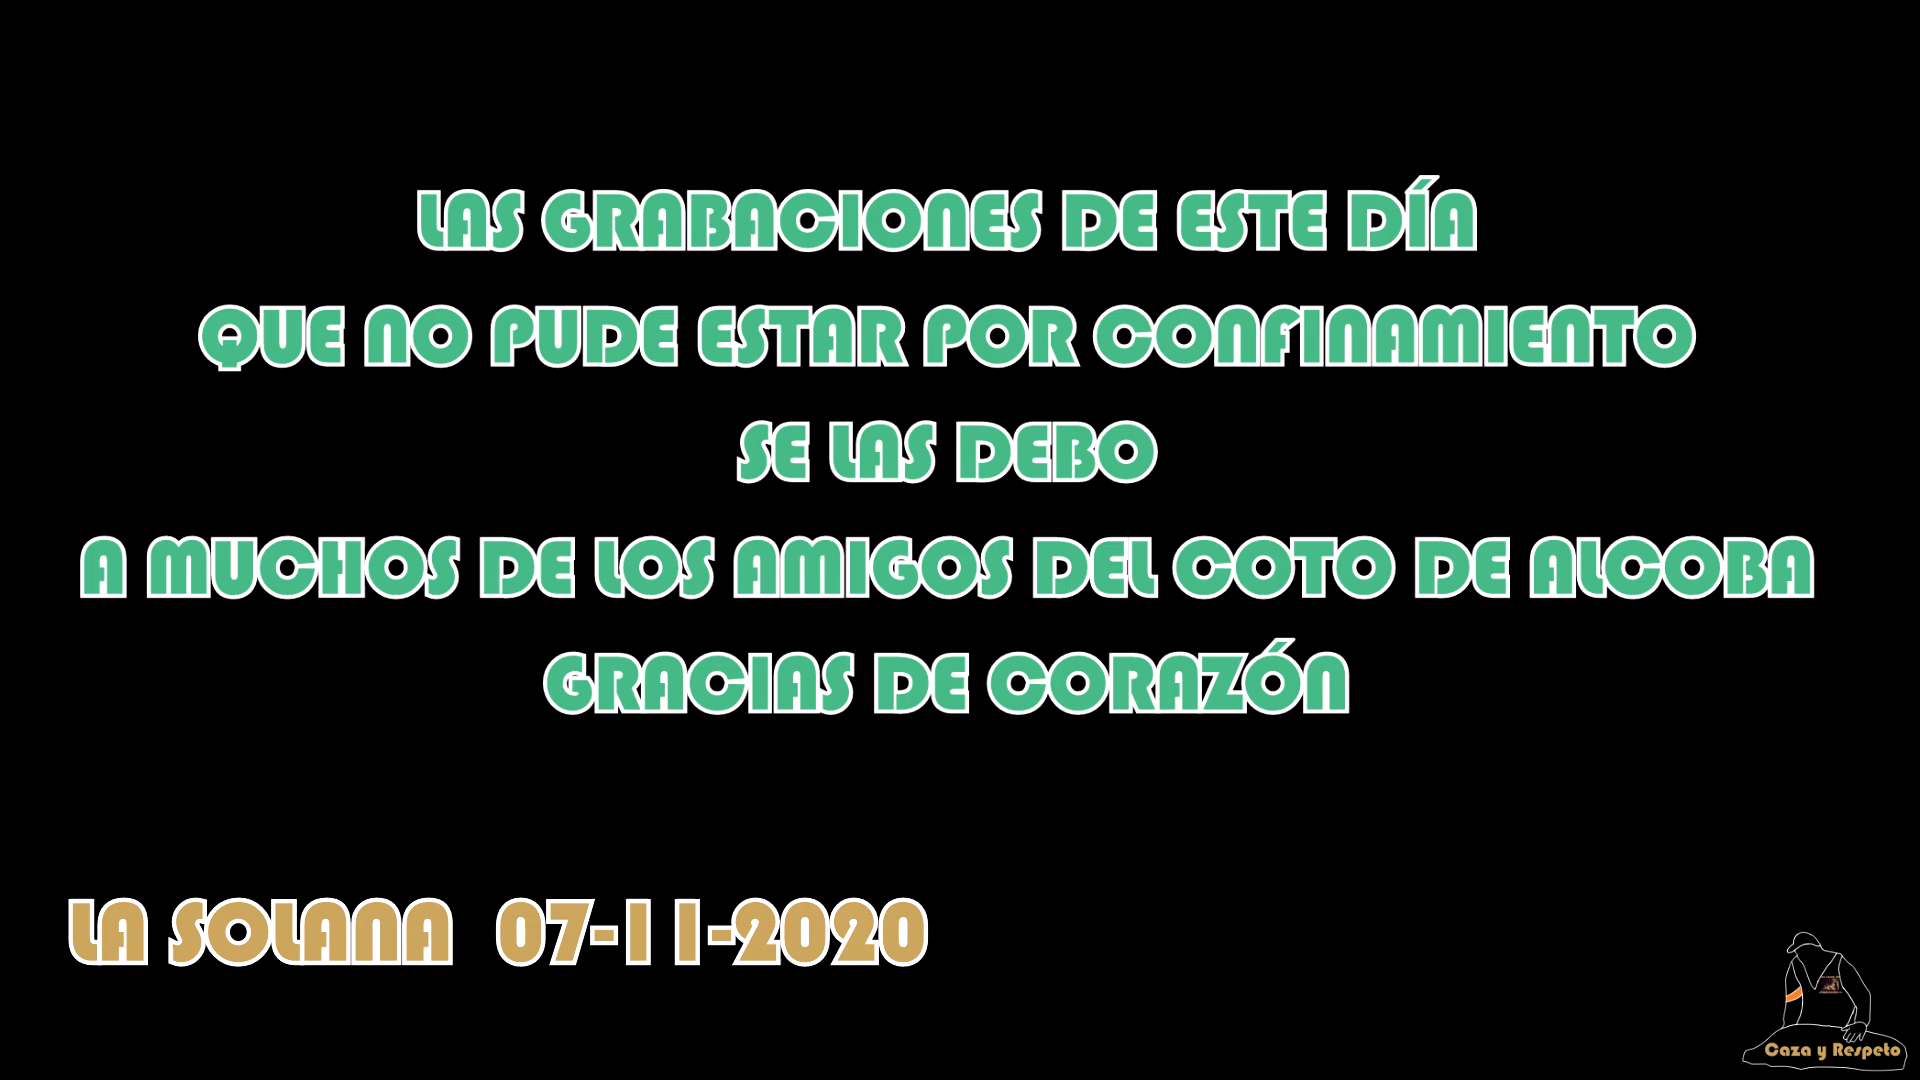 LAS GRABACIONES DE ESTE DÍA
QUE NO PUDE ESTAR POR CONFINAMIENTO
SE LAS DEBO
A MUCHOS DE LOS AMIGOS DEL COTO DE ALCOBA
GRACIAS DE CORAZÓN
LA SOLANA 07-11-2020
Caza y Respeto